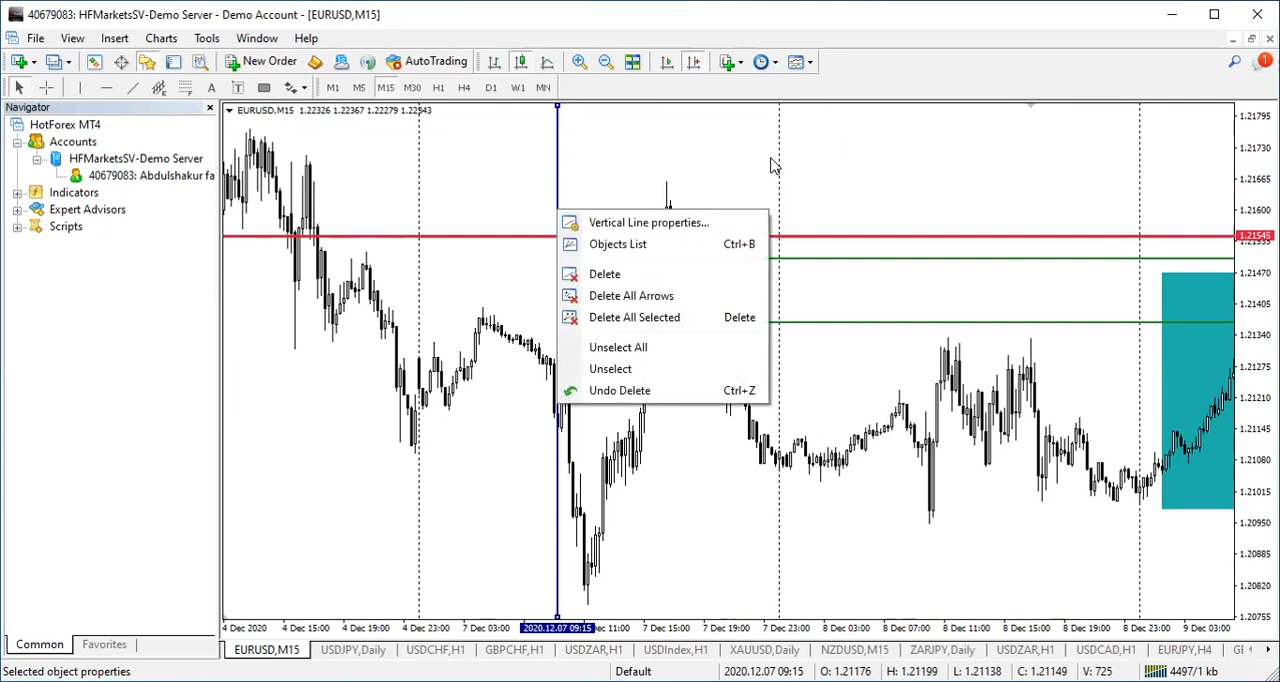 40679083: HFMarketsSV-Demo Server - Demo Account - [EURUSD,M15]
File View Insert Charts Tools Window Help
New Order AutoTrading
1
A T M1 M5 M15 M30 H1 H4 D1 W1 MN
Navigator
HotForex MT4
Accounts
HFMarketsSV-Demo Server
40679083: Abdulshakur fa
Indicators
Expert Advisors
Scripts
Common Favorites
EURUSD,M15 1.22326 1.22367 1.22279 1.22343
Vertical Line properties...
Objects List Ctrl+B
Delete
Delete All Arrows
Delete All Selected Delete
Unselect All
Unselect
Undo Delete Ctrl+Z
1.21795
1.21730
1.21665
1.21600
1.21545
1.21535
1.21470
1.21405
1.21340
1.21275
1.21210
1.21145
1.21080
1.21015
1.20950
1.20885
1.20820
1.20755
4 Dec 2020 4 Dec 15:00 4 Dec 19:00 4 Dec 23:00 7 Dec 03:00 2020.12.07 09:15 ec 11:00 7 Dec 15:00 7 Dec 19:00 7 Dec 23:00 8 Dec 03:00 8 Dec 07:00 8 Dec 11:00 8 Dec 15:00 8 Dec 19:00 8 Dec 23:00 9 Dec 03:00
EURUSD,M15 USDJPY,Daily USDCHF,H1 GBPCHF,H1 USDZAR,H1 USDIndex,H1 XAUUSD,Daily NZDUSD,M15 ZARJPY,Daily USDZAR,H1 USDCAD,H1 EURJPY,H4
Selected object properties Default 2020.12.07 09:15 O: 1.21176 H: 1.21199 L: 1.21138 C: 1.21149 V: 725 4497/1 kb